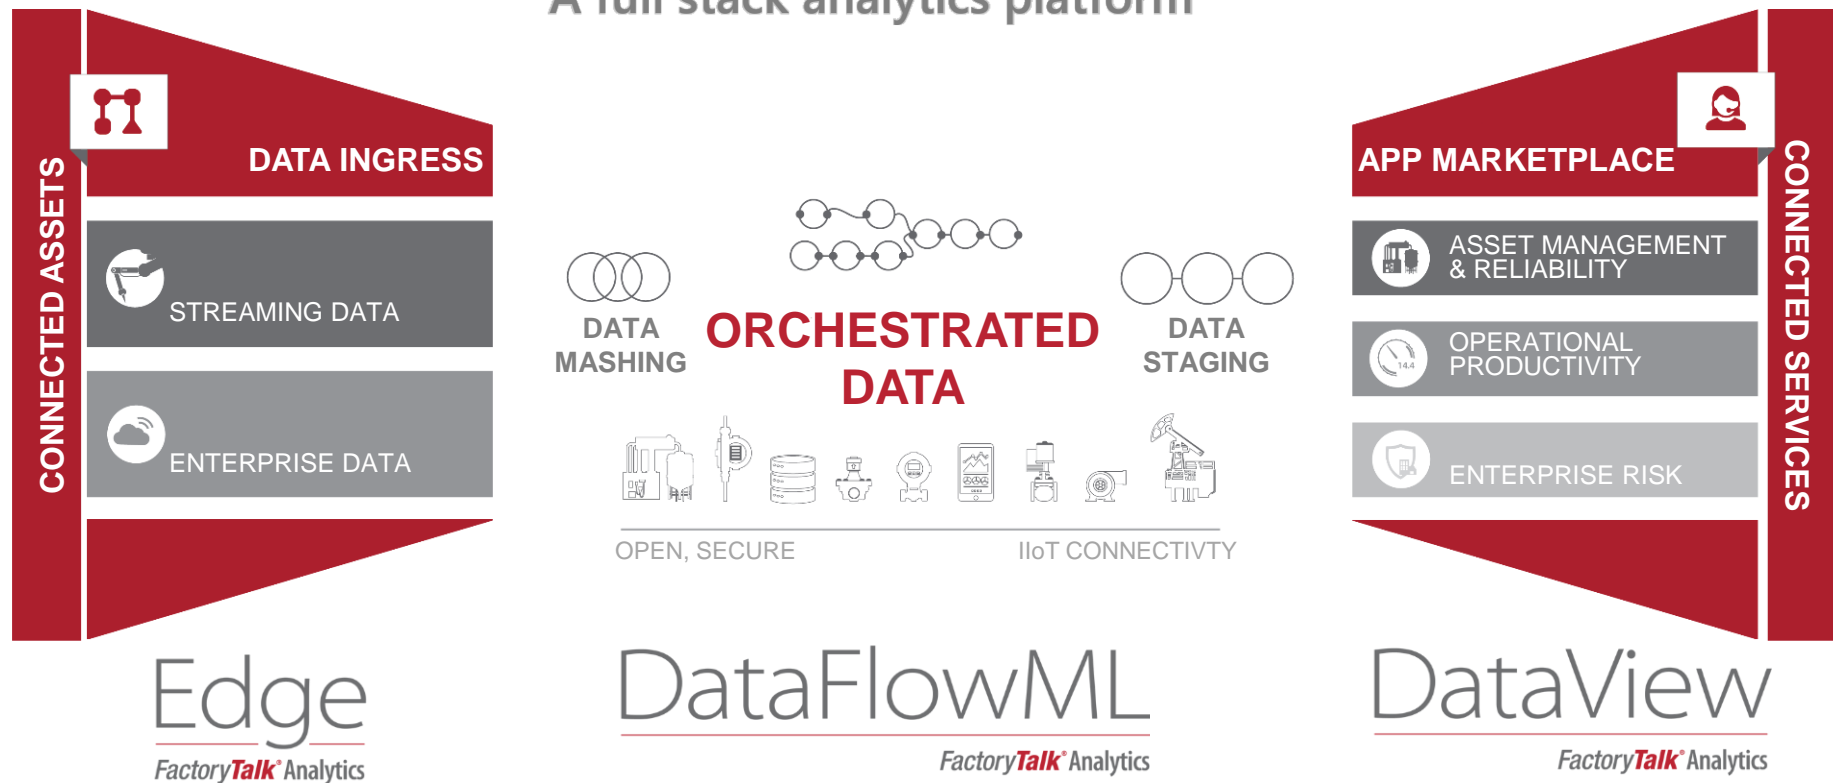 A full stack analytics platform
CONNECTED ASSETS
DATA INGRESS
STREAMING DATA
ENTERPRISE DATA
DATA
MASHING
ORCHESTRATED
DATA
DATA
STAGING
OPEN, SECURE
IIoT CONNECTIVTY
APP MARKETPLACE
ASSET MANAGEMENT
& RELIABILITY
OPERATIONAL
PRODUCTIVITY
14.4
ENTERPRISE RISK
CONNECTED SERVICES
Edge
FactoryTalk® Analytics
DataFlowML
FactoryTalk® Analytics
DataView
FactoryTalk® Analytics